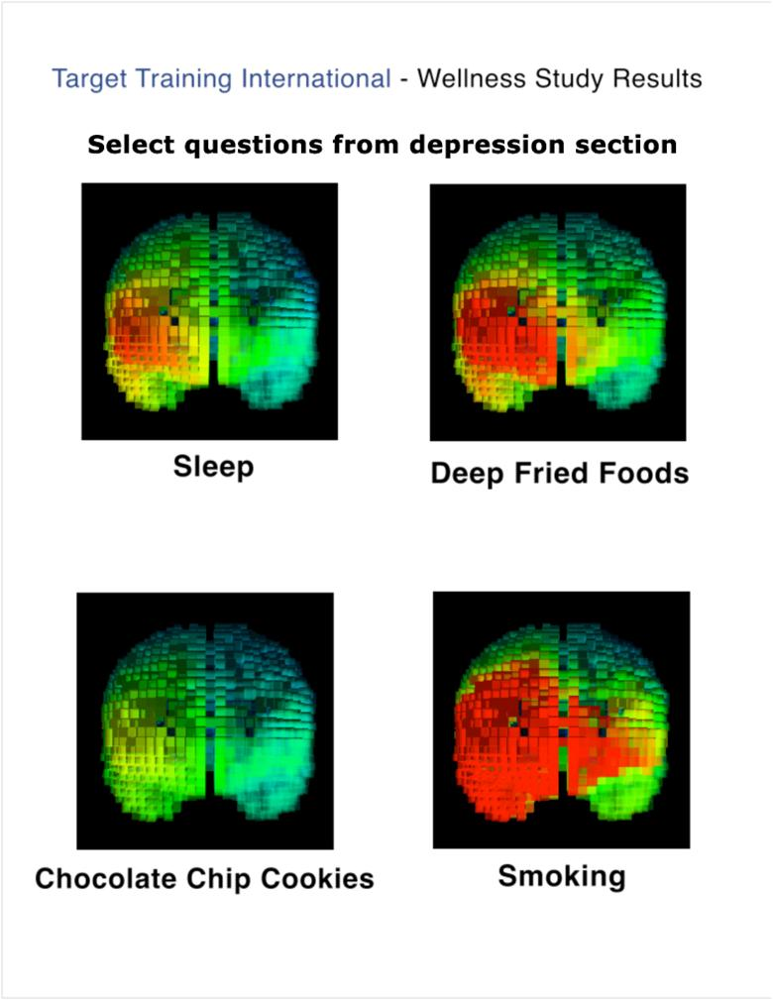 Target Training International - Wellness Study Results
Select questions from depression section
Sleep
Deep Fried Foods
Chocolate Chip Cookies
Smoking